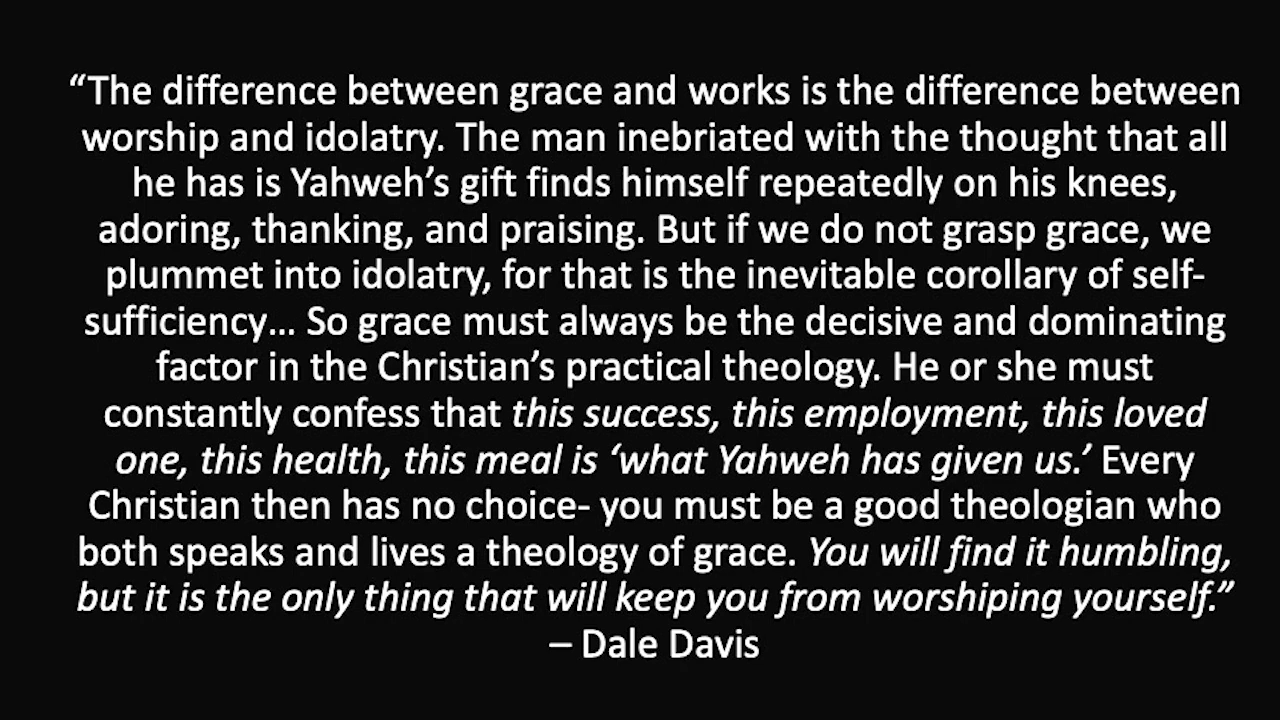 “The difference between grace and works is the difference between
worship and idolatry. The man inebriated with the thought that all
he has is Yahweh’s gift finds himself repeatedly on his knees,
adoring, thanking, and praising. But if we do not grasp grace, we
plummet into idolatry, for that is the inevitable corollary of self-
sufficiency… So grace must always be the decisive and dominating
factor in the Christian’s practical theology. He or she must
constantly confess that this success, this employment, this loved
one, this health, this meal is ‘what Yahweh has given us.’ Every
Christian then has no choice- you must be a good theologian who
both speaks and lives a theology of grace. You will find it humbling,
but it is the only thing that will keep you from worshiping yourself.”
– Dale Davis